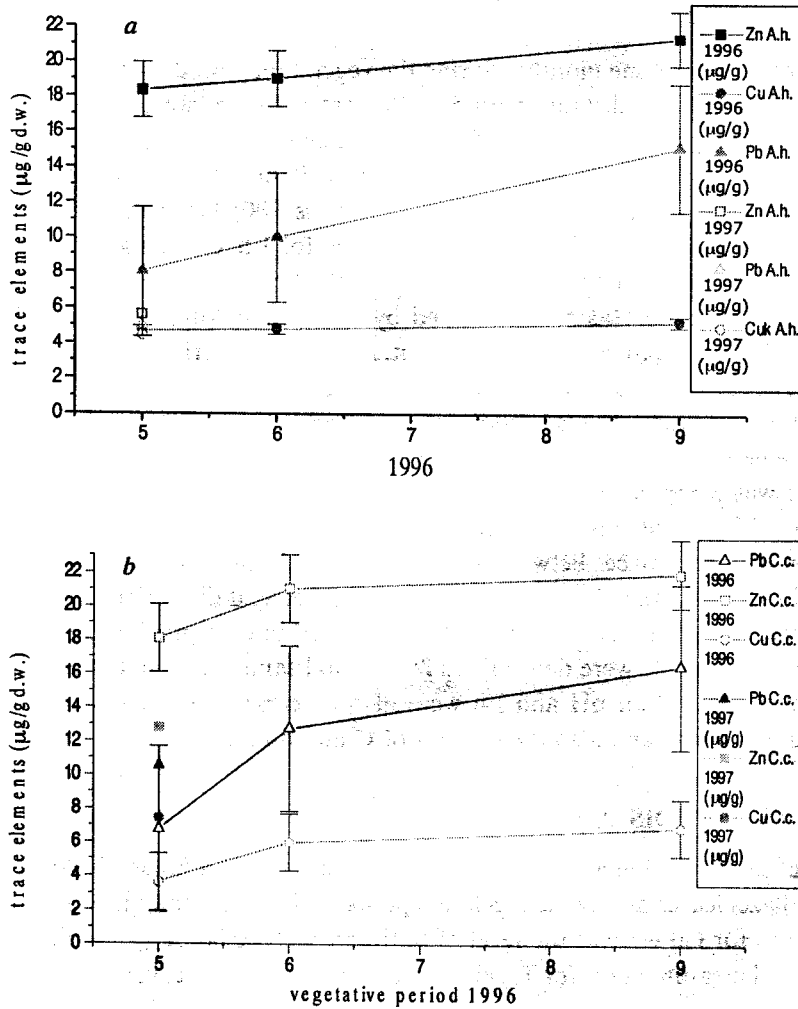 a
trace elements (µg/gd.w.)
22
20
18
16
14
12
10
8
6
4
2
0
5
6
7
8
9
1996
Zn A.h.
1996
(µg/g)
Cu A.h.
1996
(µg/g)
Pb A.h.
1996
(µg/g)
Zn A.h.
1997
(µg/g)
Pb A.h.
1997
(µg/g)
Cuk A.h.
1997
(µg/g)
b
trace elements (µg/gd.w.)
22
20
18
16
14
12
10
8
6
4
2
0
5
6
7
8
9
vegetative period 1996
Pb C.c.
1996
Zn C.c.
1996
Cu C.c.
1996
Pb C.c.
1997
(µg/g)
Zn C.c.
1997
(µg/g)
Cu C.c.
1997
(µg/g)